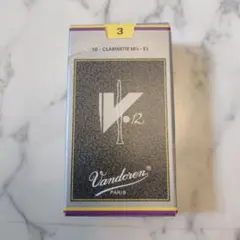 3
10 - CLARINETTE Mib - E♭
V.12
Vandoren
PARIS